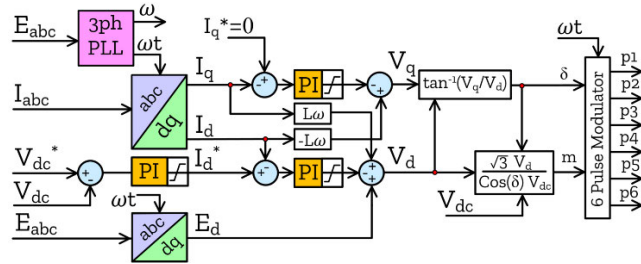 E_abc
3ph
PLL
ω
ωt
I_q*=0
ωt
I_abc
abc
dq
I_q
-
+
PI
-
+
V_q
tan⁻¹(V_q/V_d)
δ
Lω
-Lω
I_d
V_dc*
+
-
V_dc
PI
I_d*
+
-
PI
-
+
+
V_d
√3 V_d
Cos(δ) V_dc
m
V_dc
6 Pulse Modulator
p1
p2
p3
p4
p5
p6
ωt
E_abc
abc
dq
E_d